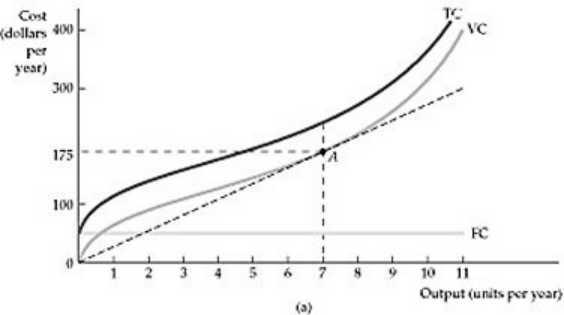 Cost
(dollars
per
year)
400
300
175
100
0
TC
VC
A
FC
1 2 3 4 5 6 7 8 9 10 11
Output (units per year)
(a)